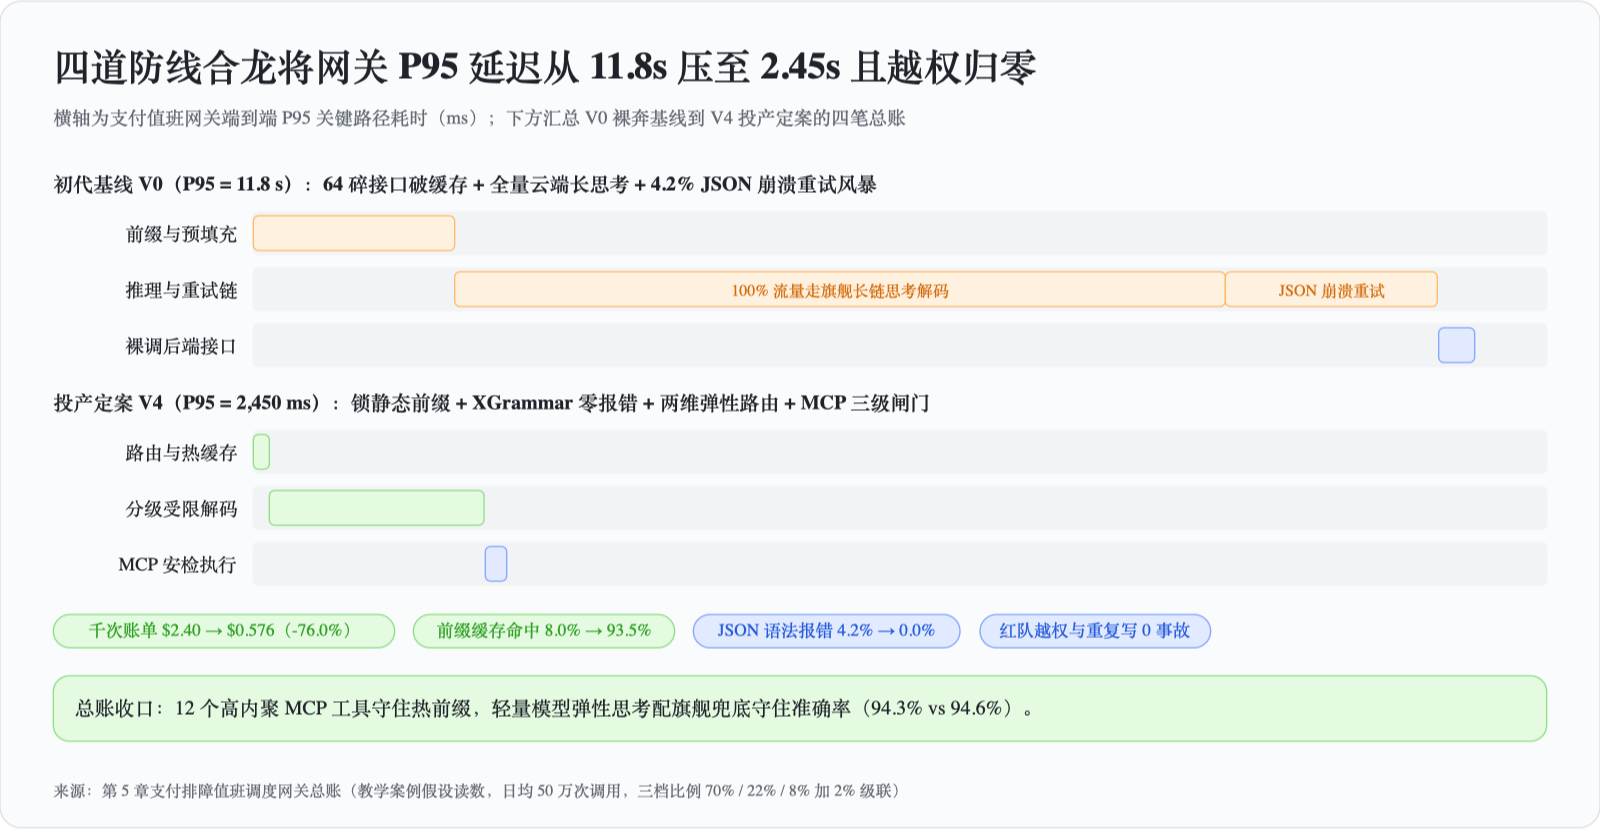 四道防线合龙将网关 P95 延迟从 11.8s 压至 2.45s 且越权归零
横轴为支付值班网关端到端 P95 关键路径耗时（ms）；下方汇总 V0 裸奔基线到 V4 投产定案的四笔总账
初代基线 V0（P95 = 11.8 s）：64 碎接口破缓存 + 全量云端长思考 + 4.2% JSON 崩溃重试风暴
前缀与预填充
推理与重试链
100% 流量走旗舰长链思考解码
JSON 崩溃重试
裸调后端接口
投产定案 V4（P95 = 2,450 ms）：锁静态前缀 + XGrammar 零报错 + 两维弹性路由 + MCP 三级闸门
路由与热缓存
分级受限解码
MCP 安检执行
千次账单 $2.40 → $0.576（-76.0%）
前缀缓存命中 8.0% → 93.5%
JSON 语法报错 4.2% → 0.0%
红队越权与重复写 0 事故
总账收口：12 个高内聚 MCP 工具守住热前缀，轻量模型弹性思考配旗舰兜底守住准确率（94.3% vs 94.6%）。
来源：第 5 章支付排障值班调度网关总账（教学案例假设读数，日均 50 万次调用，三档比例 70% / 22% / 8% 加 2% 级联）